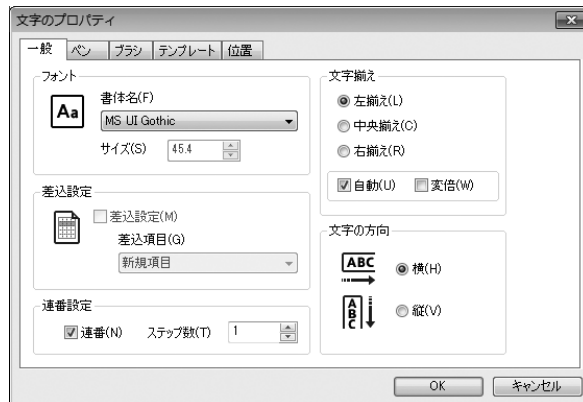 文字のプロパティ
一般 ペン ブラシ テンプレート 位置
フォント
Aa
書体名(F)
MS UI Gothic
サイズ(S) 45.4
差込設定
差込設定(M)
差込項目(G)
新規項目
連番設定
連番(N) ステップ数(T) 1
文字揃え
左揃え(L)
中央揃え(C)
右揃え(R)
自動(U) 変倍(W)
文字の方向
ABC 横(H)
ABC 縦(V)
OK キャンセル